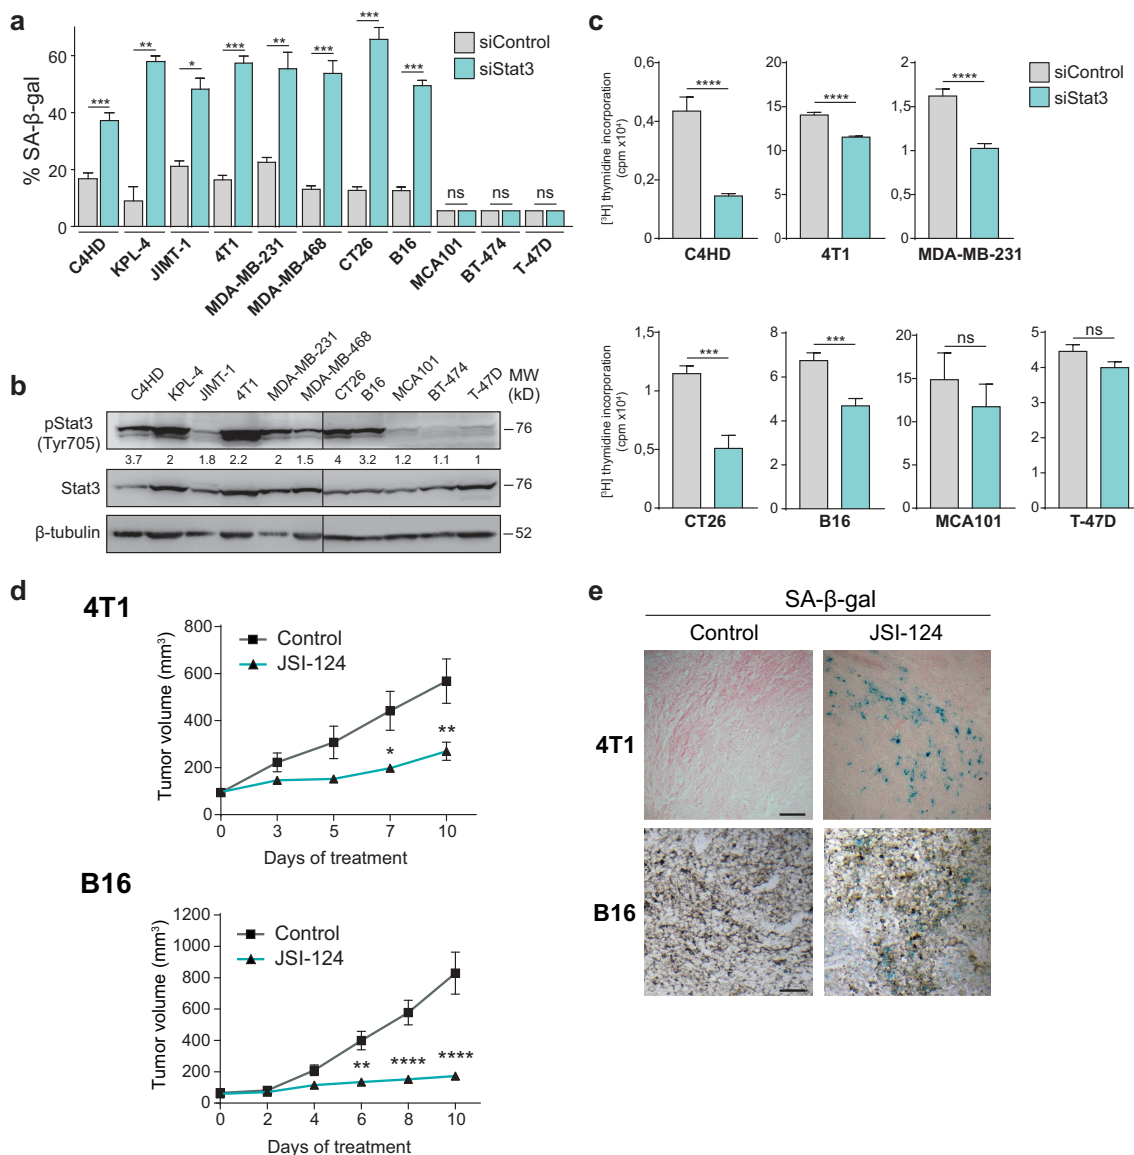 a
% SA-β-gal
60
40
20
0
***
**
*
***
**
***
***
***
ns
ns
ns
siControl
siStat3
C4HD
KPL-4
JIMT-1
4T1
MDA-MB-231
MDA-MB-468
CT26
B16
MCA101
BT-474
T-47D
b
C4HD
KPL-4
JIMT-1
4T1
MDA-MB-231
MDA-MB-468
CT26
B16
MCA101
BT-474
T-47D
MW
(kD)
pStat3
(Tyr705)
76
3.7 2 1.8 2.2 2 1.5 4 3.2 1.2 1.1 1
Stat3
76
β-tubulin
52
c
[³H] thymidine incorporation
(cpm x10⁴)
0,6
0,4
0,2
0
****
C4HD
20
15
10
5
0
****
4T1
2
1.5
1
0,5
0
****
MDA-MB-231
siControl
siStat3
[³H] thymidine incorporation
(cpm x10⁴)
1,5
1
0,5
0
***
CT26
8
6
4
2
0
***
B16
20
15
10
5
0
ns
MCA101
5
4
3
2
1
0
ns
T-47D
d
4T1
Tumor volume (mm³)
800
600
400
200
0
Control
JSI-124
*
**
0 3 5 7 10
Days of treatment
B16
Tumor volume (mm³)
1200
1000
800
600
400
200
0
Control
JSI-124
**
****
****
0 2 4 6 8 10
Days of treatment
e
SA-β-gal
Control JSI-124
4T1
B16